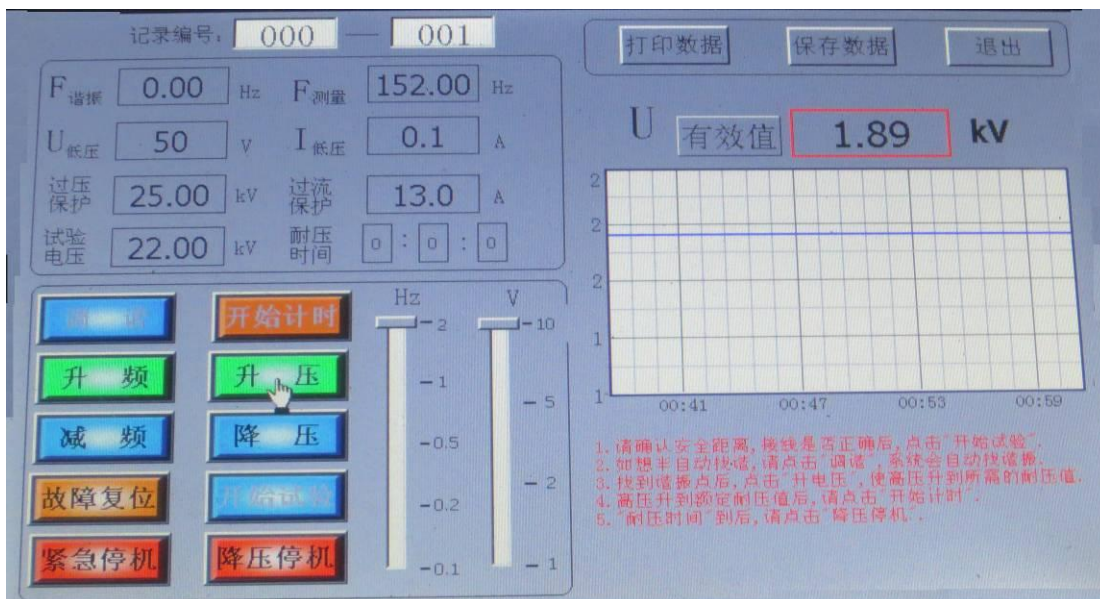 记录编号: 000 — 001
F谐振 0.00 Hz F测量 152.00 Hz
U低压 50 V I低压 0.1 A
过压保护 25.00 kV 过流保护 13.0 A
试验电压 22.00 kV 耐压时间 0 : 0 : 0
打印数据 保存数据 退出
U 有效值 1.89 kV
2
2
2
1
1
00:41 00:47 00:53 00:59
调 谐 开始计时
升 频 升 压
减 频 降 压
故障复位 开始试验
紧急停机 降压停机
Hz V
2 10
1
5
0.5
2
0.2
0.1 1
1. 请确认安全距离, 接线是否正确后, 点击"开始试验".
2. 如想半自动找谐, 请点击"调谐", 系统会自动找谐振.
3. 找到谐振点后, 点击"升电压", 使高压升到所需的耐压值.
4. 高压升到额定耐压值后, 请点击"开始计时".
5. "耐压时间"到后, 请点击"降压停机".